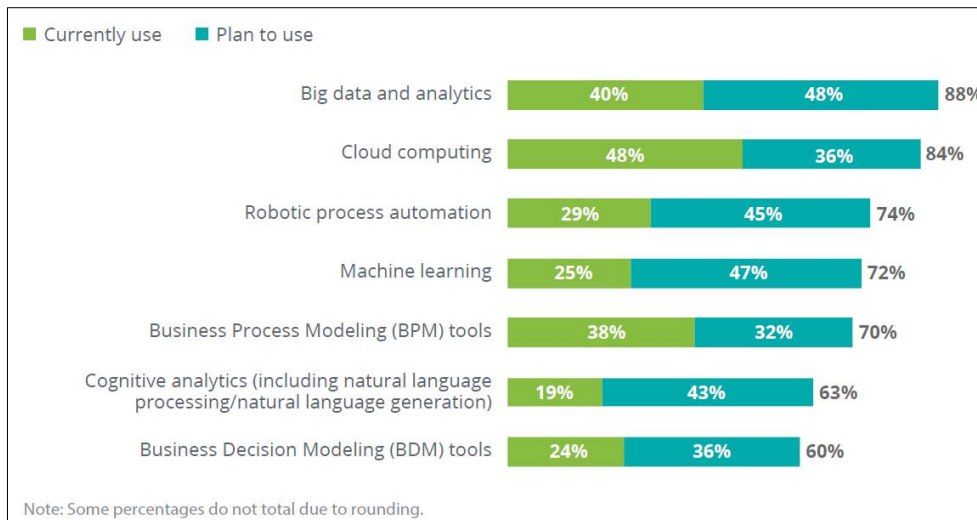 Currently use Plan to use
Big data and analytics 40% 48% 88%
Cloud computing 48% 36% 84%
Robotic process automation 29% 45% 74%
Machine learning 25% 47% 72%
Business Process Modeling (BPM) tools 38% 32% 70%
Cognitive analytics (including natural language
processing/natural language generation) 19% 43% 63%
Business Decision Modeling (BDM) tools 24% 36% 60%
Note: Some percentages do not total due to rounding.